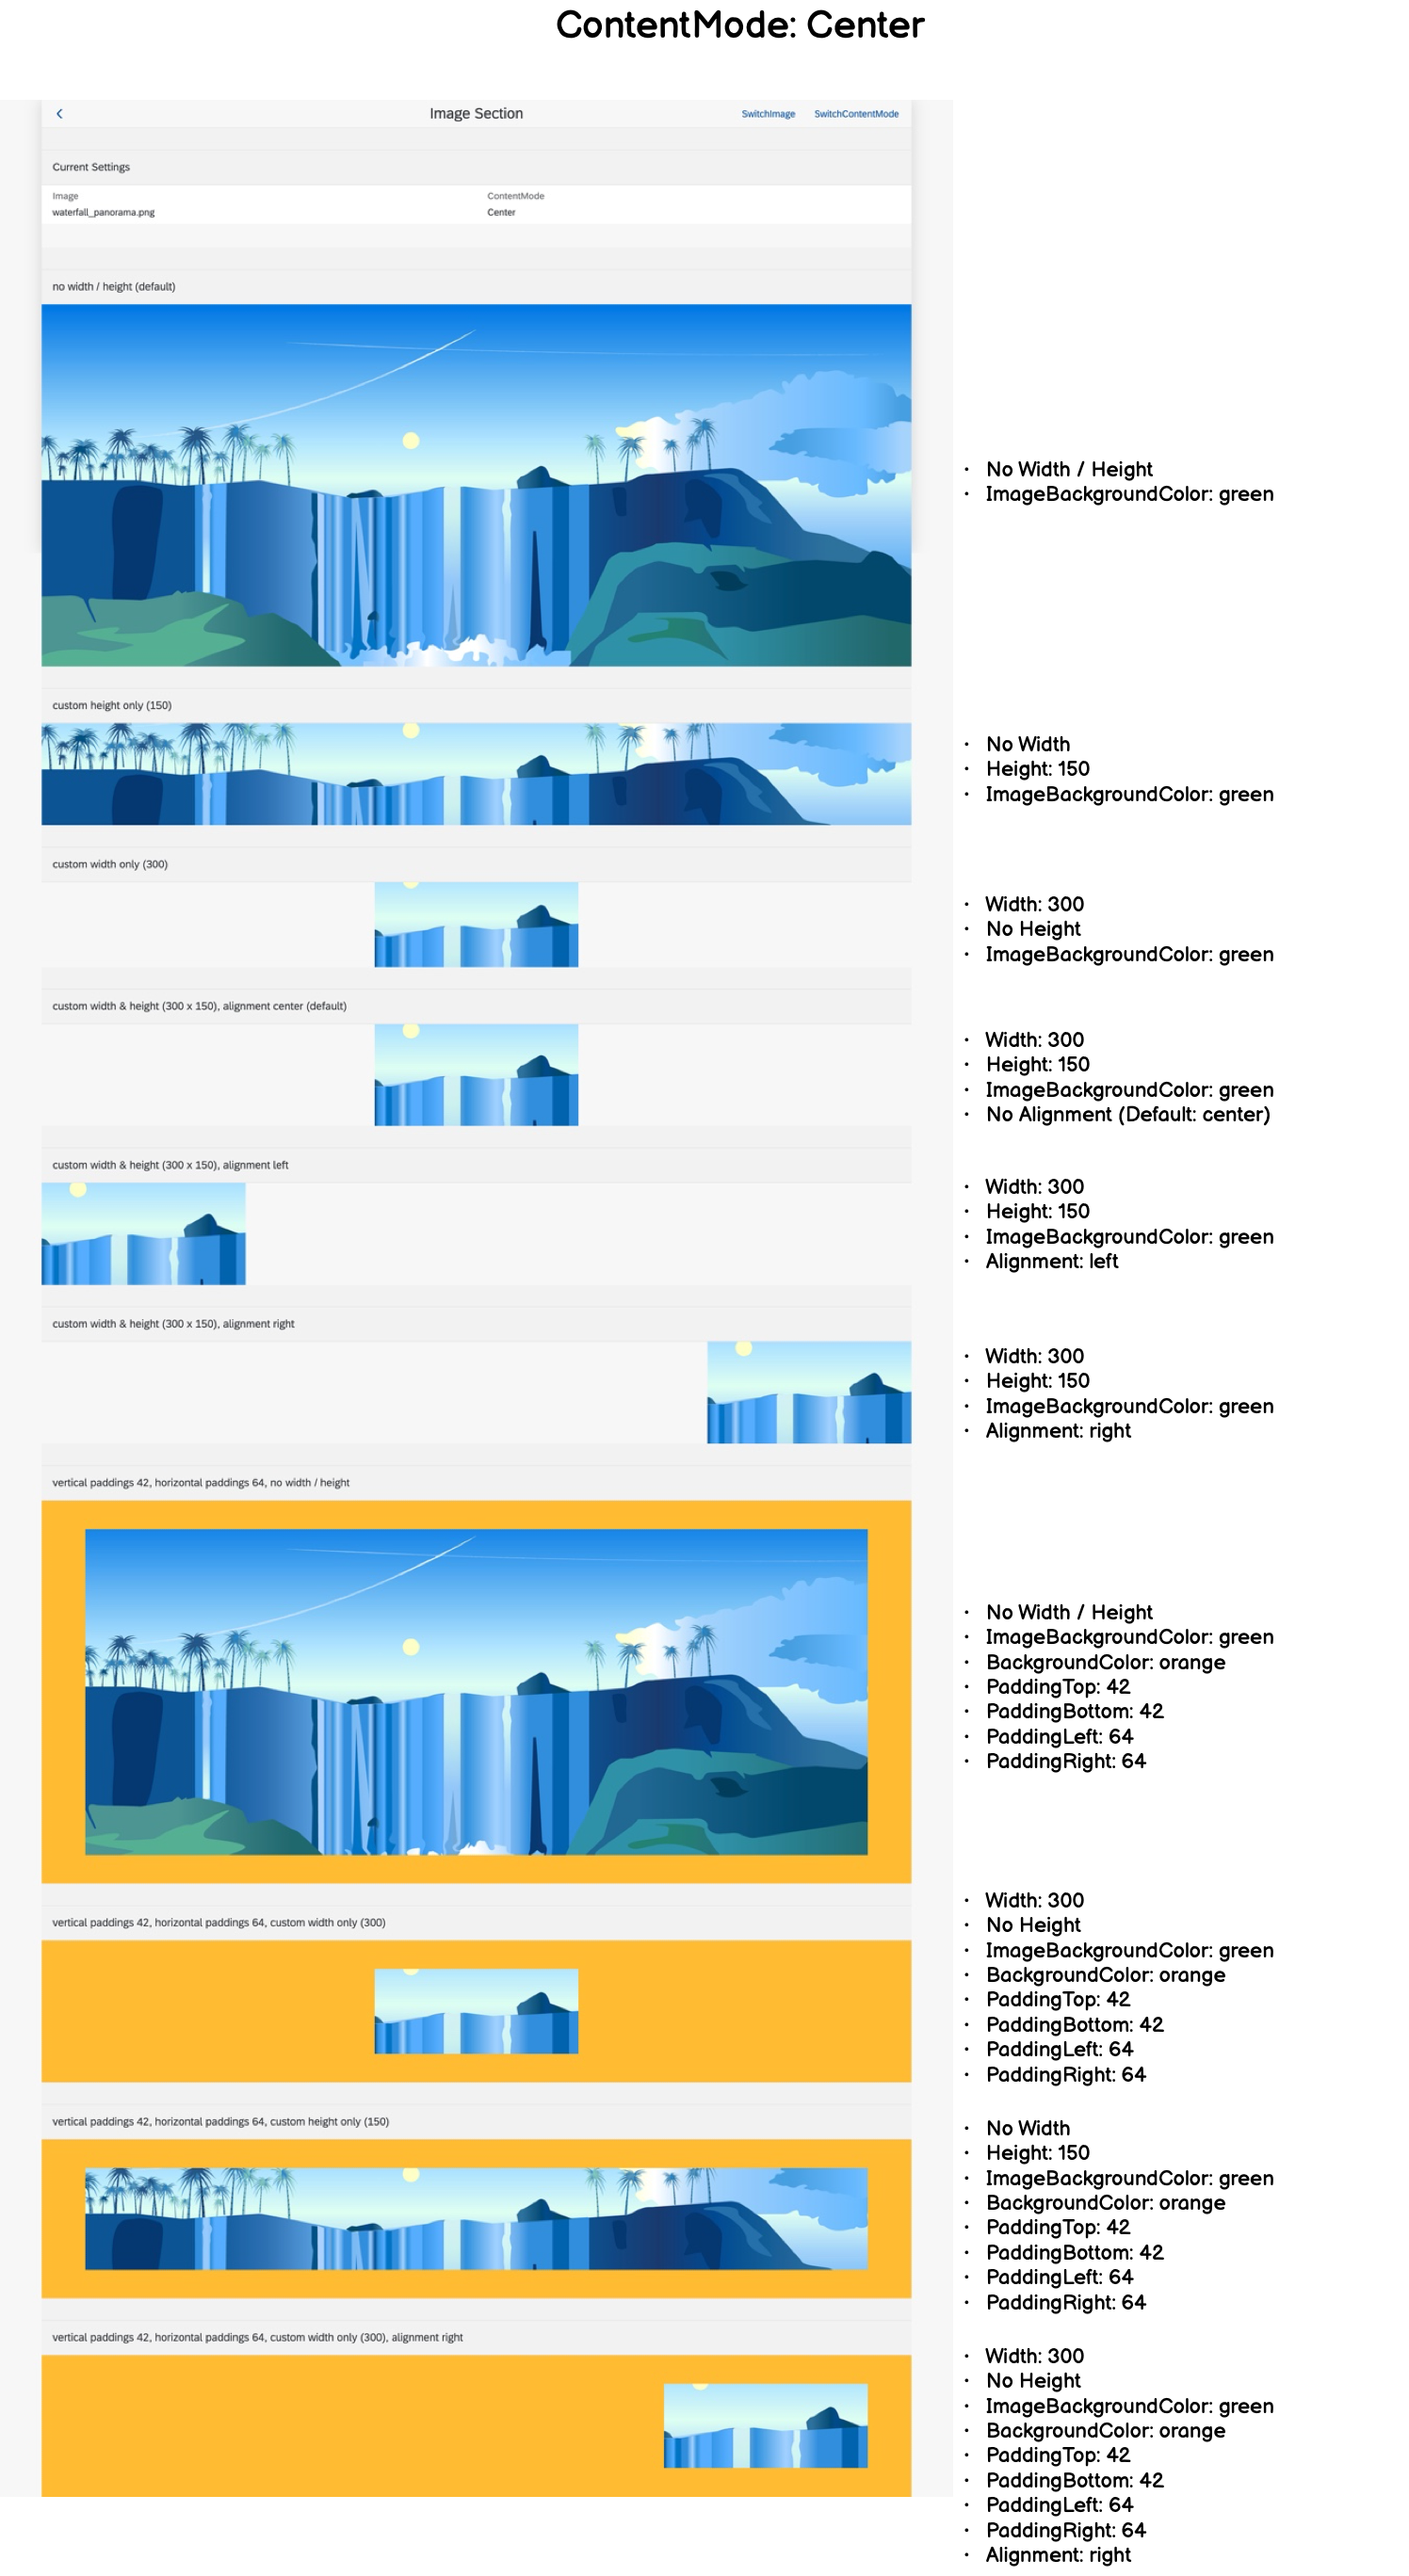 ContentMode: Center
Image Section
SwitchImage
SwitchContentMode
Current Settings
Image
ContentMode
waterfall_panorama.png
Center
no width / height (default)
• No Width / Height
• ImageBackgroundColor: green
custom height only (150)
• No Width
• Height: 150
• ImageBackgroundColor: green
custom width only (300)
• Width: 300
• No Height
• ImageBackgroundColor: green
custom width & height (300 x 150), alignment center (default)
• Width: 300
• Height: 150
• ImageBackgroundColor: green
• No Alignment (Default: center)
custom width & height (300 x 150), alignment left
• Width: 300
• Height: 150
• ImageBackgroundColor: green
• Alignment: left
custom width & height (300 x 150), alignment right
• Width: 300
• Height: 150
• ImageBackgroundColor: green
• Alignment: right
vertical paddings 42, horizontal paddings 64, no width / height
• No Width / Height
• ImageBackgroundColor: green
• BackgroundColor: orange
• PaddingTop: 42
• PaddingBottom: 42
• PaddingLeft: 64
• PaddingRight: 64
vertical paddings 42, horizontal paddings 64, custom width only (300)
• Width: 300
• No Height
• ImageBackgroundColor: green
• BackgroundColor: orange
• PaddingTop: 42
• PaddingBottom: 42
• PaddingLeft: 64
• PaddingRight: 64
vertical paddings 42, horizontal paddings 64, custom height only (150)
• No Width
• Height: 150
• ImageBackgroundColor: green
• BackgroundColor: orange
• PaddingTop: 42
• PaddingBottom: 42
• PaddingLeft: 64
• PaddingRight: 64
vertical paddings 42, horizontal paddings 64, custom width only (300), alignment right
• Width: 300
• No Height
• ImageBackgroundColor: green
• BackgroundColor: orange
• PaddingTop: 42
• PaddingBottom: 42
• PaddingLeft: 64
• PaddingRight: 64
• Alignment: right